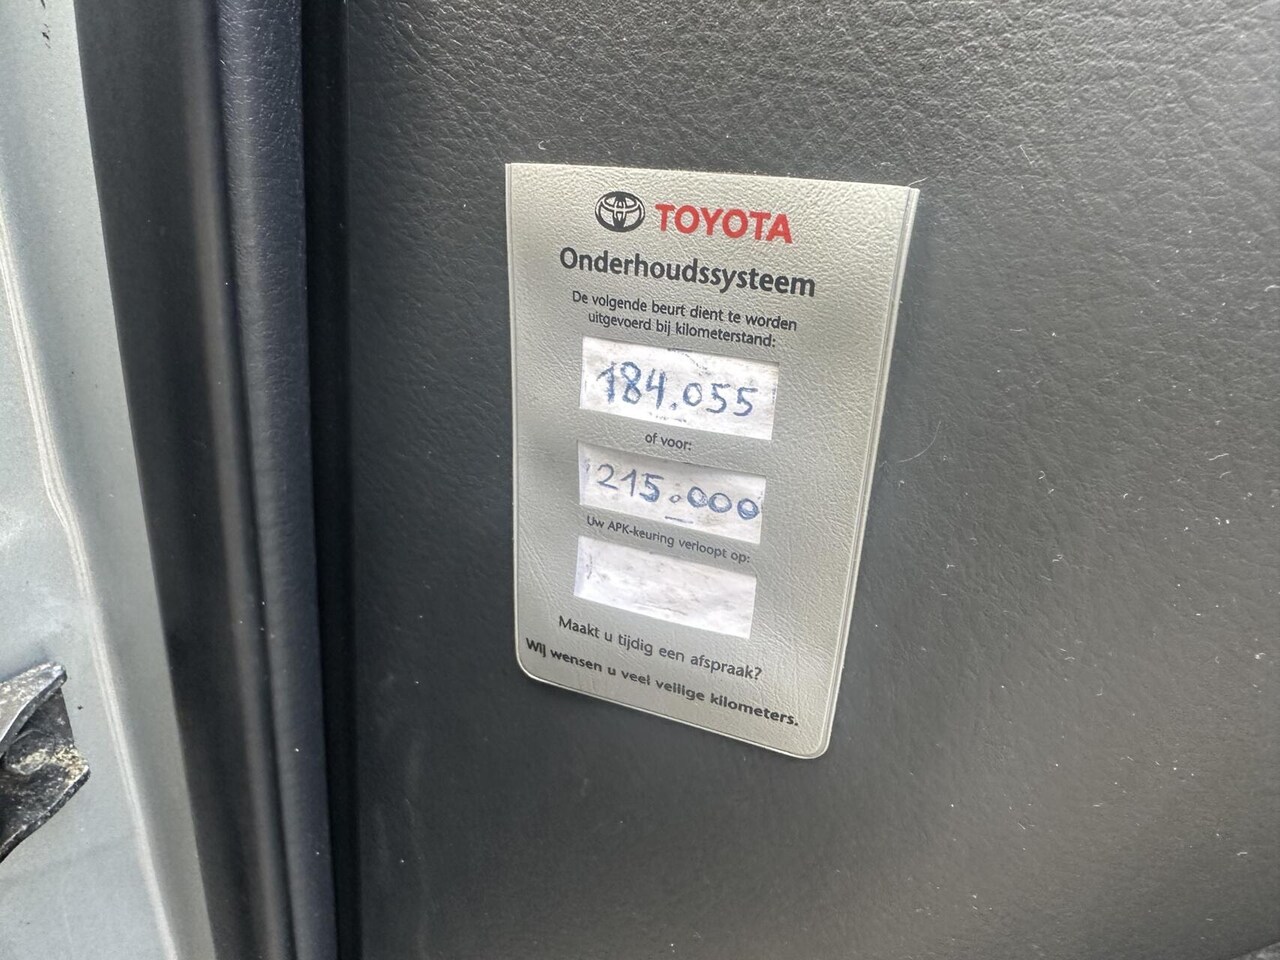 TOYOTA
Onderhoudssysteem
De volgende beurt dient te worden
uitgevoerd bij kilometerstand:
184.055
of voor:
215.000
Uw APK-keuring verloopt op:
Maakt u tijdig een afspraak?
Wij wensen u veel veilige kilometers.